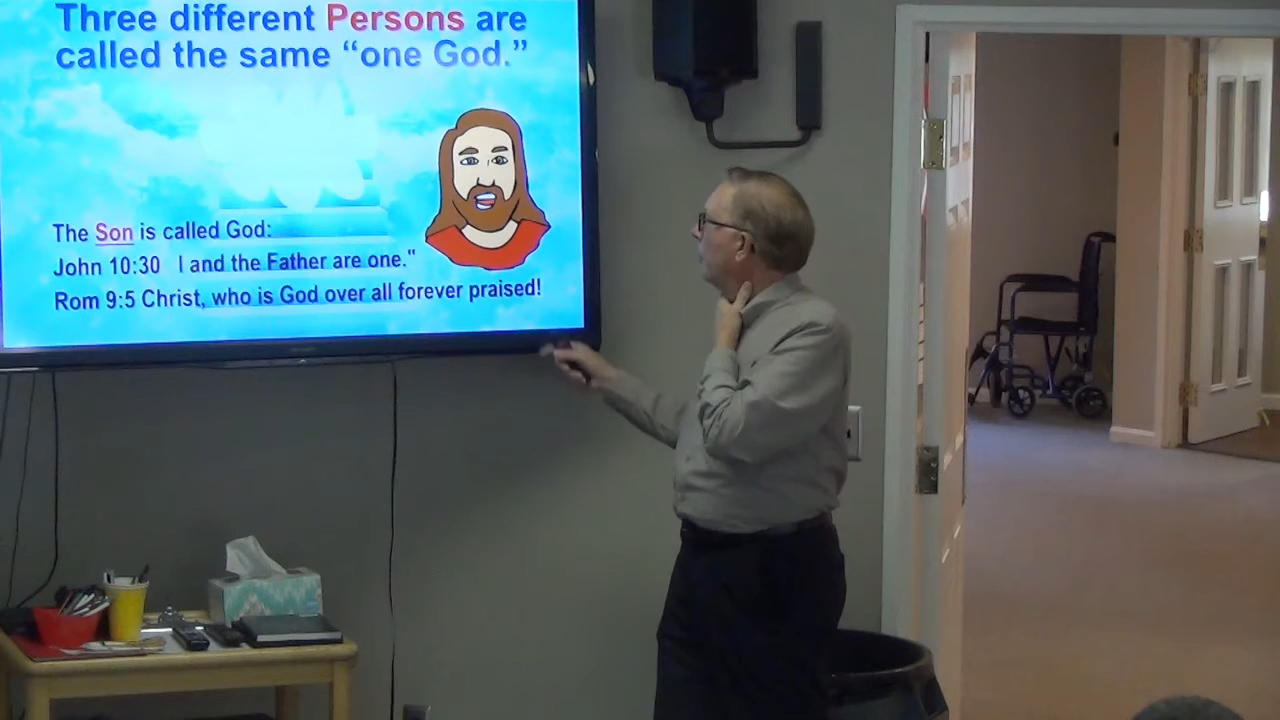 Three different Persons are
called the same “one God.”
The Son is called God:
John 10:30 I and the Father are one."
Rom 9:5 Christ, who is God over all forever praised!